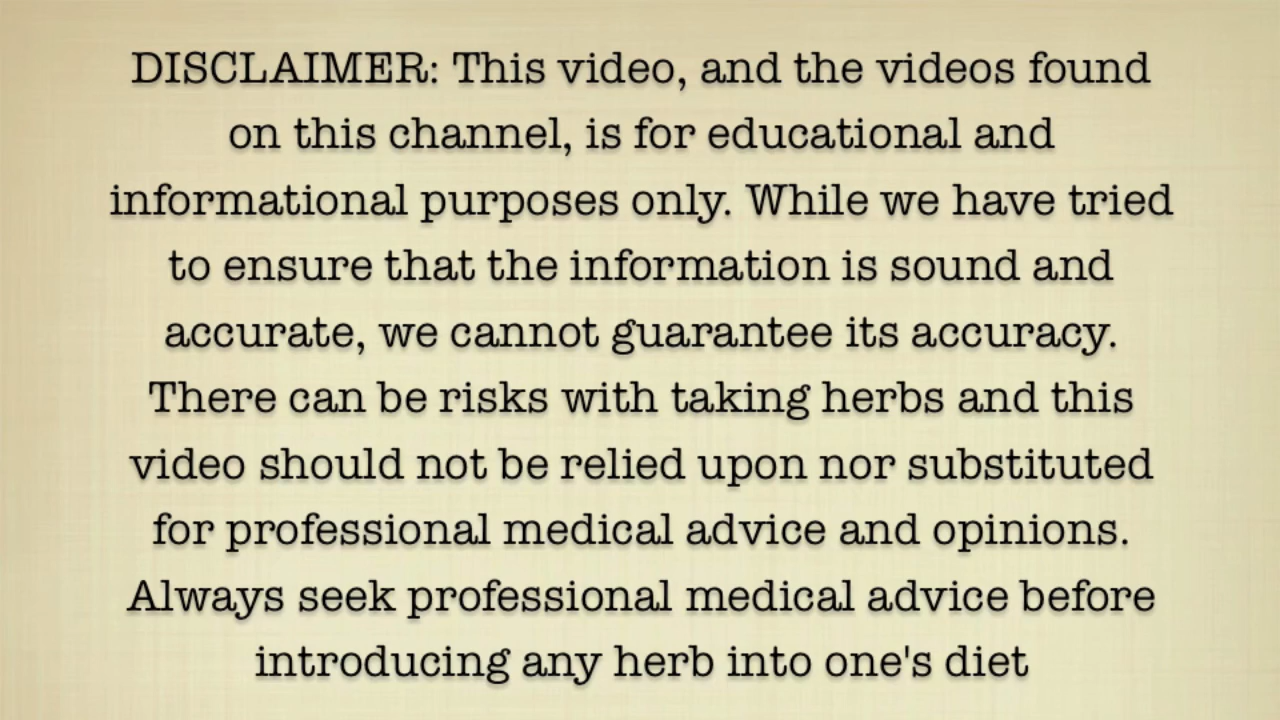 DISCLAIMER: This video, and the videos found
on this channel, is for educational and
informational purposes only. While we have tried
to ensure that the information is sound and
accurate, we cannot guarantee its accuracy.
There can be risks with taking herbs and this
video should not be relied upon nor substituted
for professional medical advice and opinions.
Always seek professional medical advice before
introducing any herb into one's diet